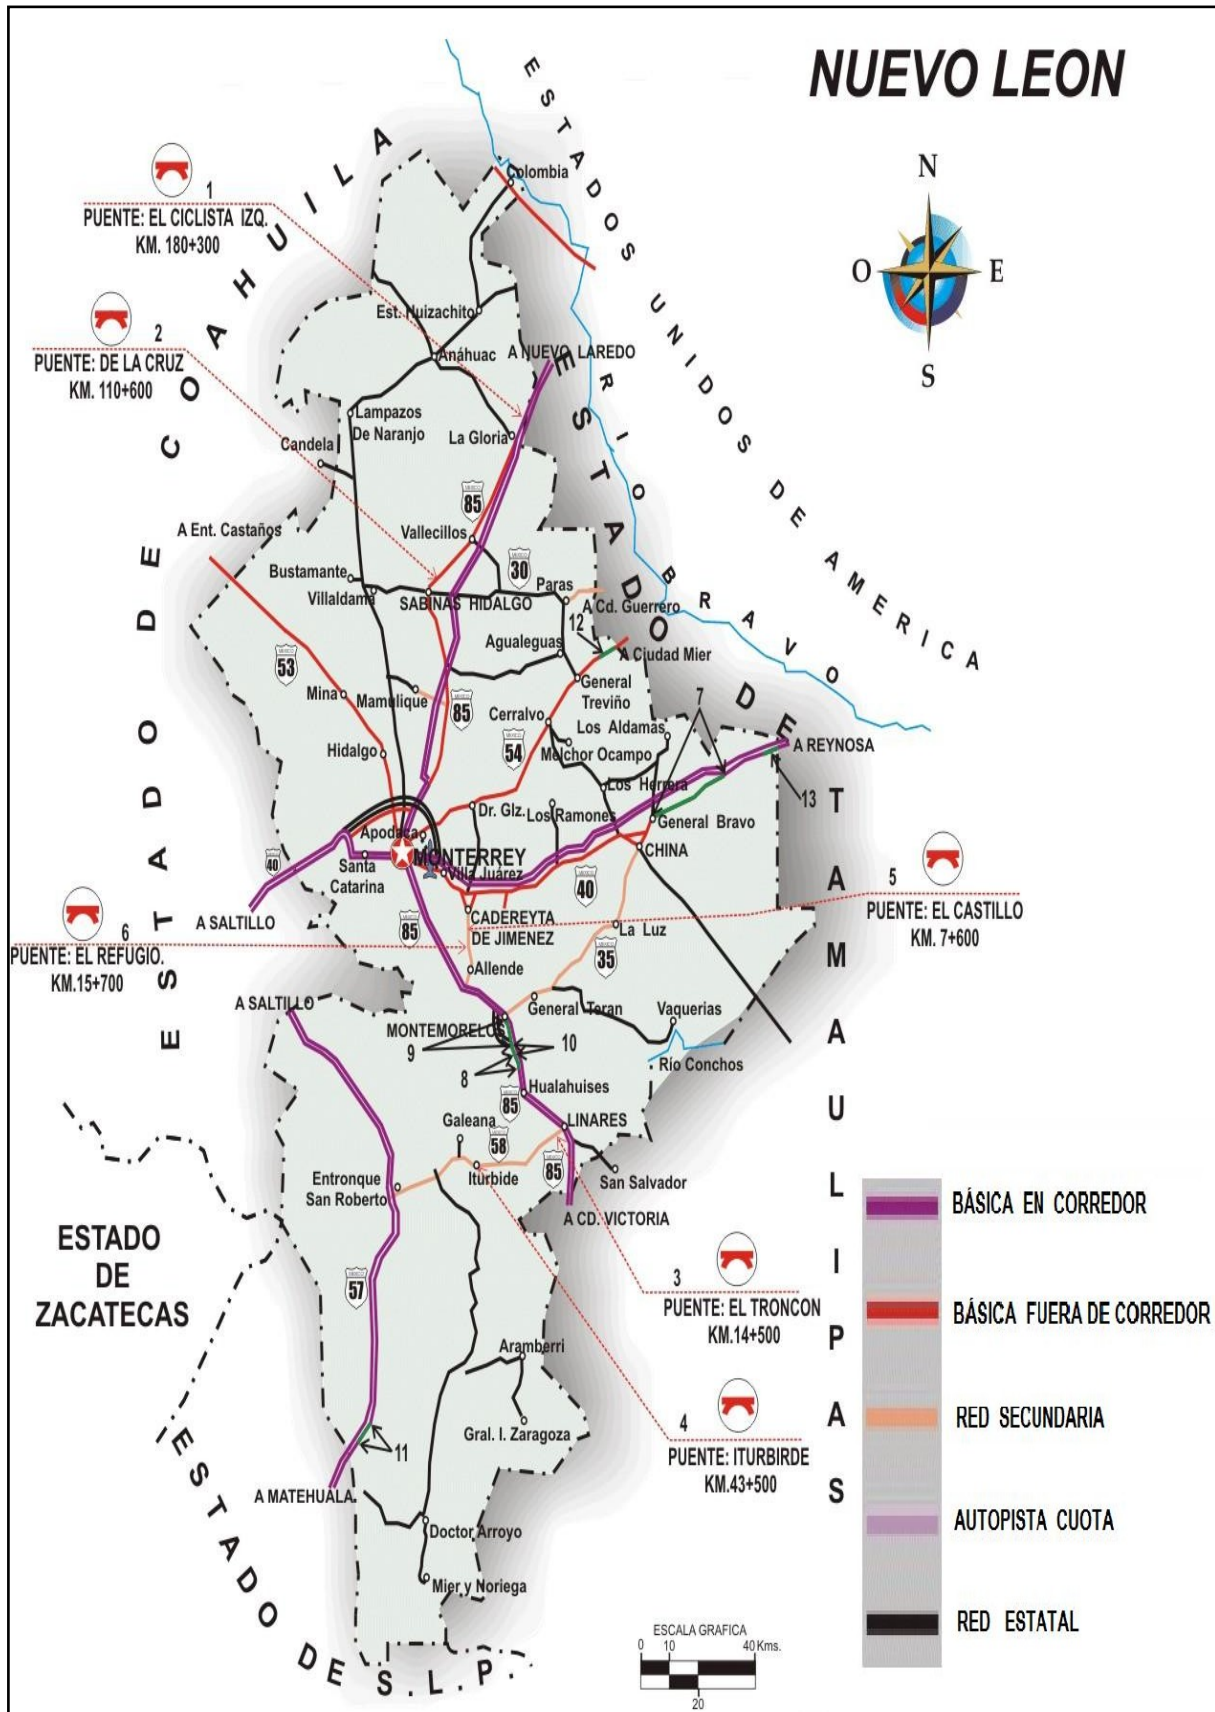 NUEVO LEON
N
O
E
S
ESTADOS UNIDOS DE AMERICA
RIO BRAVO
ESTADO DE COAHUILA
ESTADO DE TAMAULIPAS
ESTADO
DE
ZACATECAS
ESTADO DE S.L.P.
1
PUENTE: EL CICLISTA IZQ.
KM. 180+300
2
PUENTE: DE LA CRUZ
KM. 110+600
Colombia
Est. Huizachito
Anáhuac
A NUEVO LAREDO
Lampazos
De Naranjo
La Gloria
Candela
85
A Ent. Castaños
Vallecillos
30
Bustamante
Villaldama
SABINAS HIDALGO
Paras
A Cd. Guerrero
12
Agualeguas
A Ciudad Mier
53
Mina
Mamulique
85
General
Treviño
7
Cerralvo
Los Aldamas
54
Melchor Ocampo
Hidalgo
A REYNOSA
Los Herrera
13
Dr. Glz.
Los Ramones
General Bravo
Apodaca
MONTERREY
CHINA
40
Santa
Catarina
Villa Juárez
40
5
PUENTE: EL CASTILLO
KM. 7+600
A SALTILLO
CADEREYTA
DE JIMENEZ
85
La Luz
6
PUENTE: EL REFUGIO.
KM.15+700
35
Allende
A SALTILLO
General Teran
Vaquerias
MONTEMORELOS
9
10
8
Río Conchos
Hualahuises
85
Galeana
58
LINARES
Iturbide
85
San Salvador
Entronque
San Roberto
A CD. VICTORIA
57
3
PUENTE: EL TRONCON
KM.14+500
Aramberri
4
PUENTE: ITURBIRDE
KM.43+500
Gral. I. Zaragoza
11
A MATEHUALA
Doctor Arroyo
Mier y Noriega
BÁSICA EN CORREDOR
BÁSICA FUERA DE CORREDOR
RED SECUNDARIA
AUTOPISTA CUOTA
RED ESTATAL
ESCALA GRAFICA
0 10 40 Kms.
20